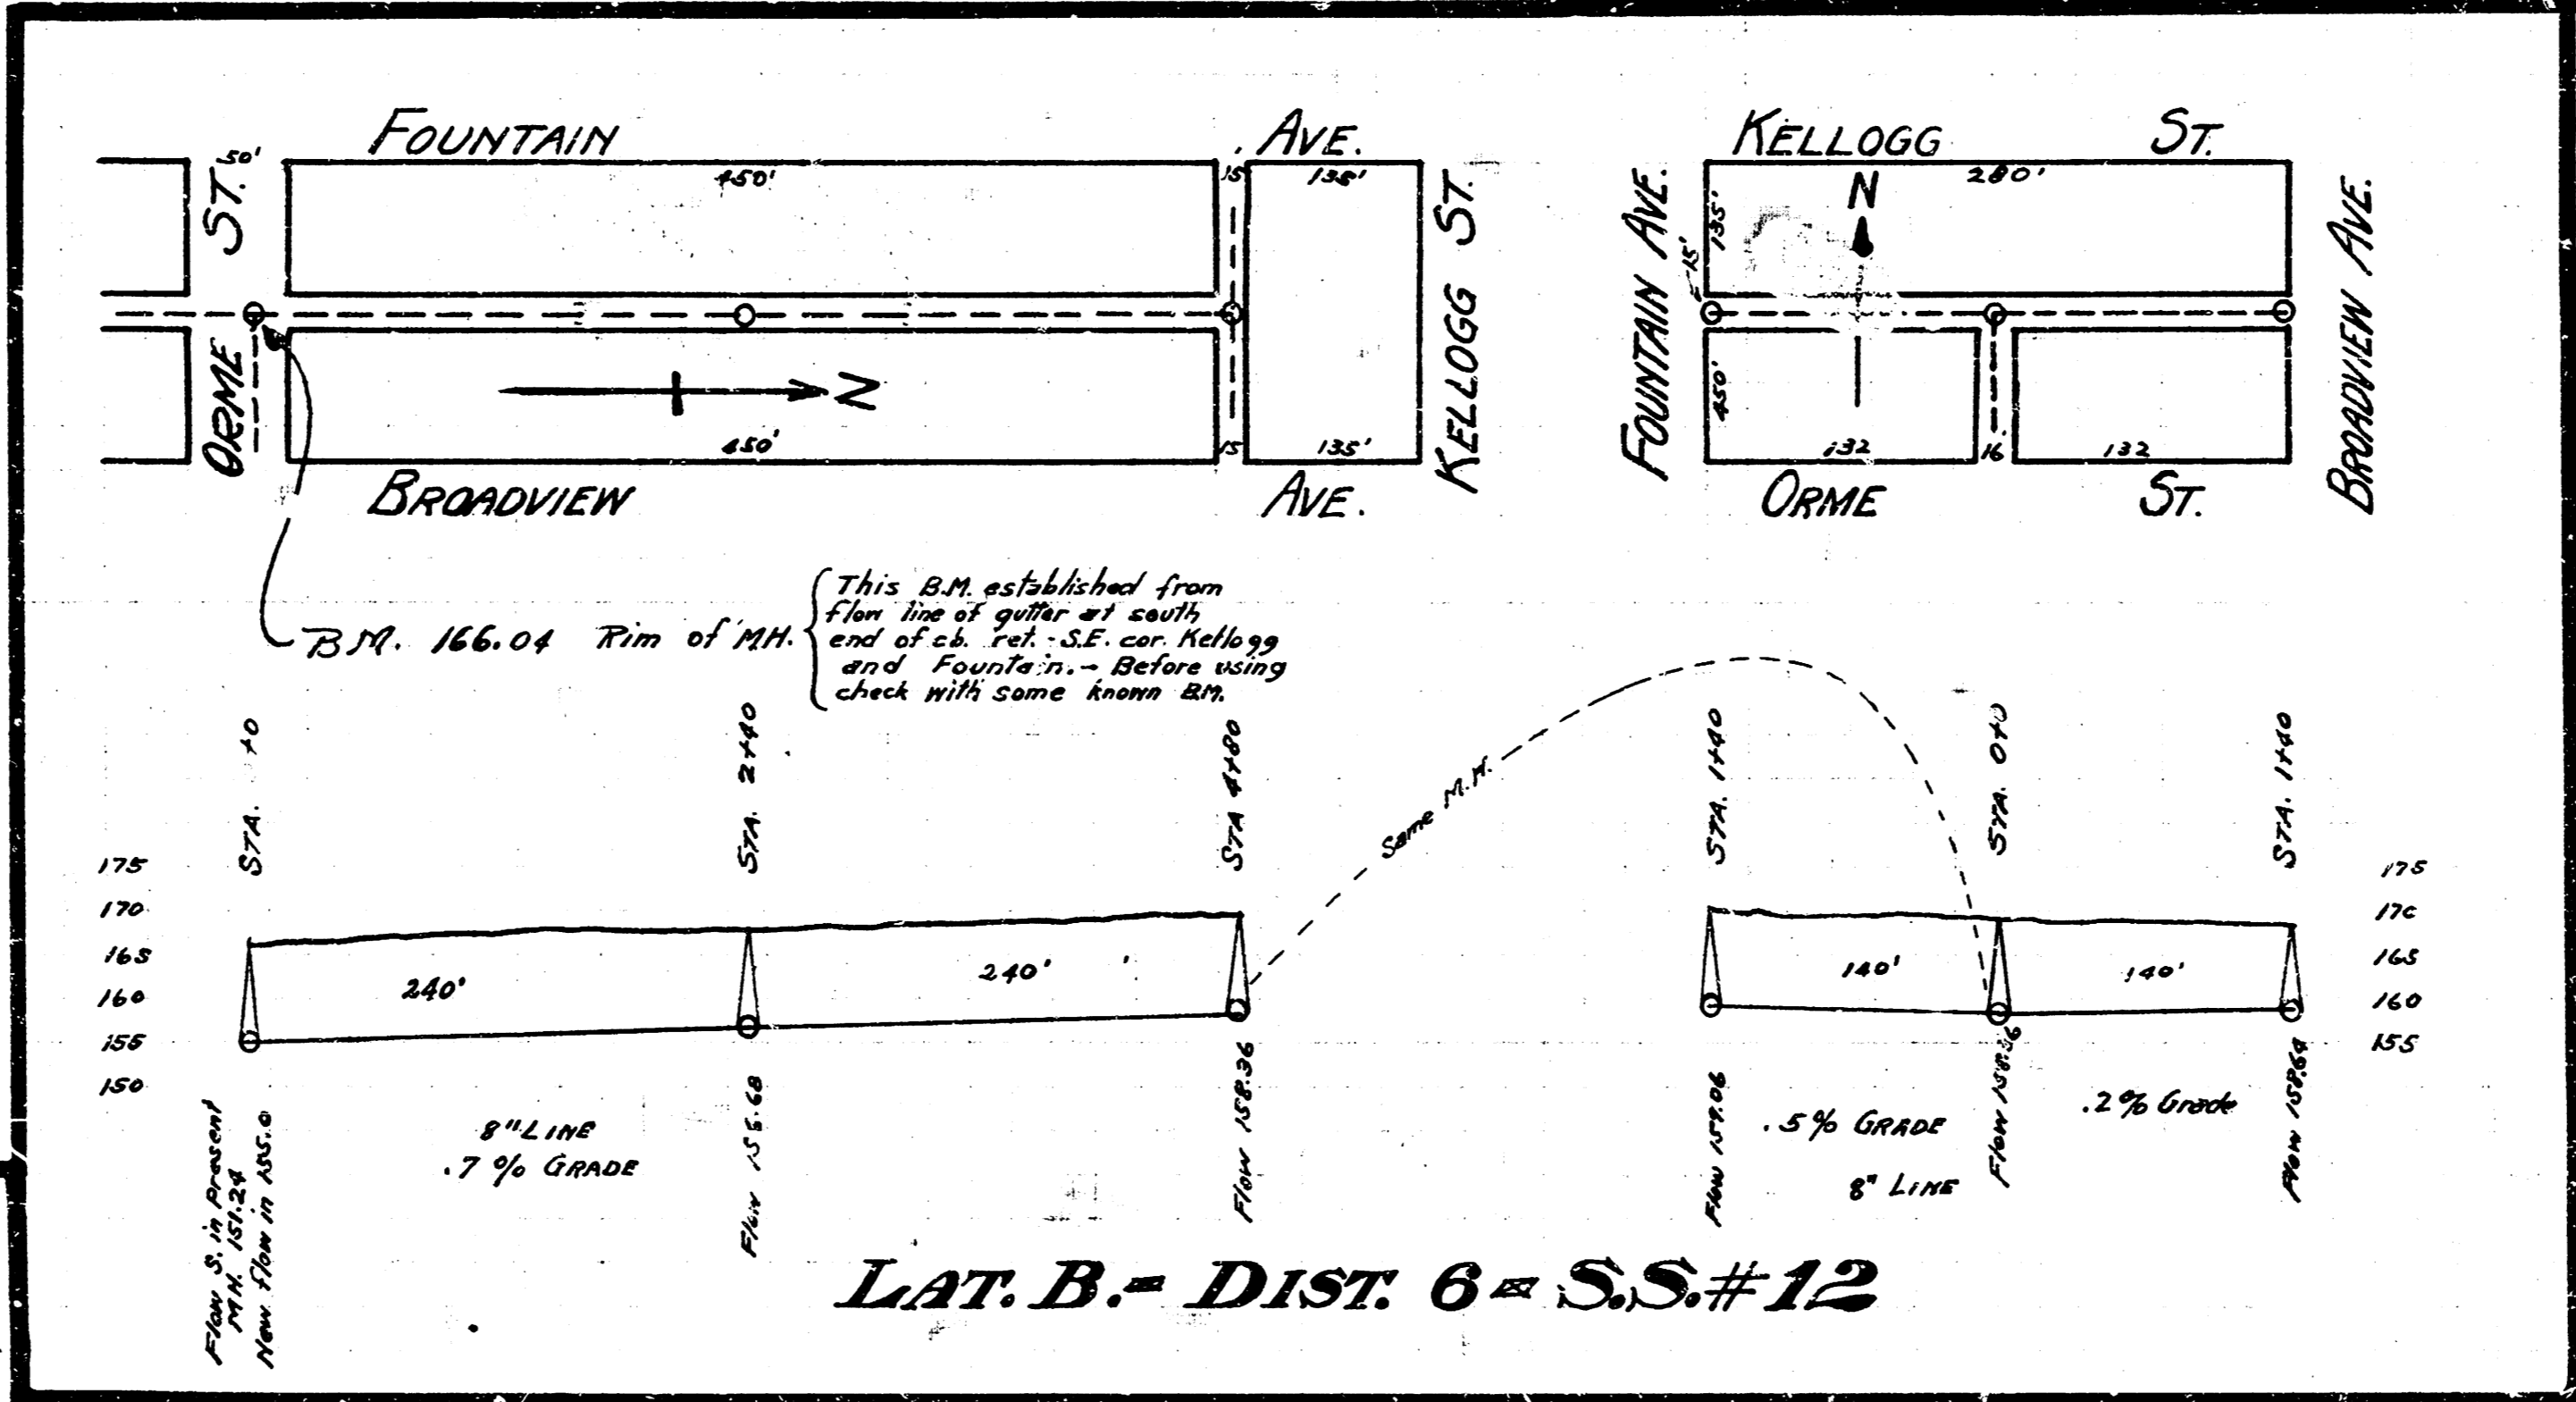 FOUNTAIN AVE.
KELLOGG ST.
50'
450'
15
135'
280'
ORME ST.
KELLOGG ST.
FOUNTAIN AVE.
135'
15'
N
BROADVIEW AVE.
N
450'
450'
15
135'
132
16
132
BROADVIEW AVE.
ORME ST.
B.M. 166.04 Rim of M.H.
This B.M. established from
flow line of gutter at south
end of cb. ret. - S.E. cor. Kellogg
and Fountain. - Before using
check with some known B.M.
STA. 0+0
STA. 2+40
STA 4+80
Same M.H.
STA. 1+40
STA. 0+0
STA. 1+40
175
170
165
160
155
150
175
170
165
160
155
240'
240'
140'
140'
Flow S. in present
M.H. 151.24
New flow in 155.0
8" LINE
.7 % GRADE
Flow 156.68
Flow 158.36
Flow 159.06
.5% GRADE
8" LINE
Flow 158.36
.2% Grade
Flow 158.64
LAT. B. = DIST. 6 = S.S. #12